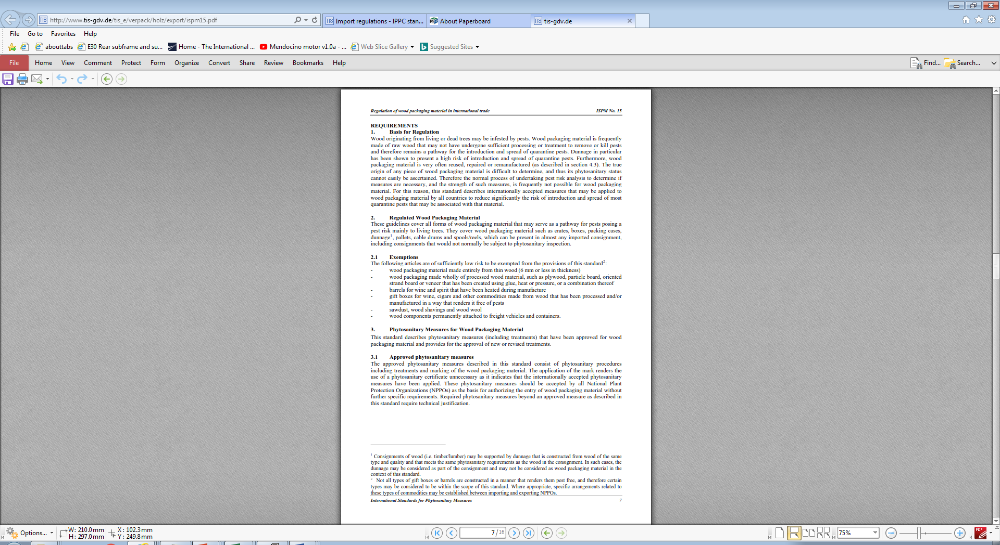 http://www.tis-gdv.de/tis_e/verpack/holz/export/ispm15.pdf
Import regulations - IPPC stan...
About Paperboard
tis-gdv.de
File Go to Favorites Help
abouttabs
E30 Rear subframe and su...
Home - The International ...
Mendocino motor v1.0a - ...
Web Slice Gallery
Suggested Sites
File Home View Comment Protect Form Organize Convert Share Review Bookmarks Help
Find... Search...
Regulation of wood packaging material in international trade ISPM No. 15
REQUIREMENTS
1. Basis for Regulation
Wood originating from living or dead trees may be infested by pests. Wood packaging material is frequently
made of raw wood that may not have undergone sufficient processing or treatment to remove or kill pests
and therefore remains a pathway for the introduction and spread of quarantine pests. Dunnage in particular
has been shown to present a high risk of introduction and spread of quarantine pests. Furthermore, wood
packaging material is very often reused, repaired or remanufactured (as described in section 4.3). The true
origin of any piece of wood packaging material is difficult to determine, and thus its phytosanitary status
cannot easily be ascertained. Therefore the normal process of undertaking pest risk analysis to determine if
measures are necessary, and the strength of such measures, is frequently not possible for wood packaging
material. For this reason, this standard describes internationally accepted measures that may be applied to
wood packaging material by all countries to reduce significantly the risk of introduction and spread of most
quarantine pests that may be associated with that material.
2. Regulated Wood Packaging Material
These guidelines cover all forms of wood packaging material that may serve as a pathway for pests posing a
pest risk mainly to living trees. They cover wood packaging material such as crates, boxes, packing cases,
dunnage1, pallets, cable drums and spools/reels, which can be present in almost any imported consignment,
including consignments that would not normally be subject to phytosanitary inspection.
2.1 Exemptions
The following articles are of sufficiently low risk to be exempted from the provisions of this standard2:
- wood packaging material made entirely from thin wood (6 mm or less in thickness)
- wood packaging made wholly of processed wood material, such as plywood, particle board, oriented
strand board or veneer that has been created using glue, heat or pressure, or a combination thereof
- barrels for wine and spirit that have been heated during manufacture
- gift boxes for wine, cigars and other commodities made from wood that has been processed and/or
manufactured in a way that renders it free of pests
- sawdust, wood shavings and wood wool
- wood components permanently attached to freight vehicles and containers.
3. Phytosanitary Measures for Wood Packaging Material
This standard describes phytosanitary measures (including treatments) that have been approved for wood
packaging material and provides for the approval of new or revised treatments.
3.1 Approved phytosanitary measures
The approved phytosanitary measures described in this standard consist of phytosanitary procedures
including treatments and marking of the wood packaging material. The application of the mark renders the
use of a phytosanitary certificate unnecessary as it indicates that the internationally accepted phytosanitary
measures have been applied. These phytosanitary measures should be accepted by all National Plant
Protection Organizations (NPPOs) as the basis for authorizing the entry of wood packaging material without
further specific requirements. Required phytosanitary measures beyond an approved measure as described in
this standard require technical justification.
1 Consignments of wood (i.e. timber/lumber) may be supported by dunnage that is constructed from wood of the same
type and quality and that meets the same phytosanitary requirements as the wood in the consignment. In such cases, the
dunnage may be considered as part of the consignment and may not be considered as wood packaging material in the
context of this standard.
2 Not all types of gift boxes or barrels are constructed in a manner that renders them pest free, and therefore certain
types may be considered to be within the scope of this standard. Where appropriate, specific arrangements related to
these types of commodities may be established between importing and exporting NPPOs.
International Standards for Phytosanitary Measures 7
Options...
W: 210.0mm X : 102.3mm
H: 297.0mm Y : 249.8mm
7/16
75%
PDF